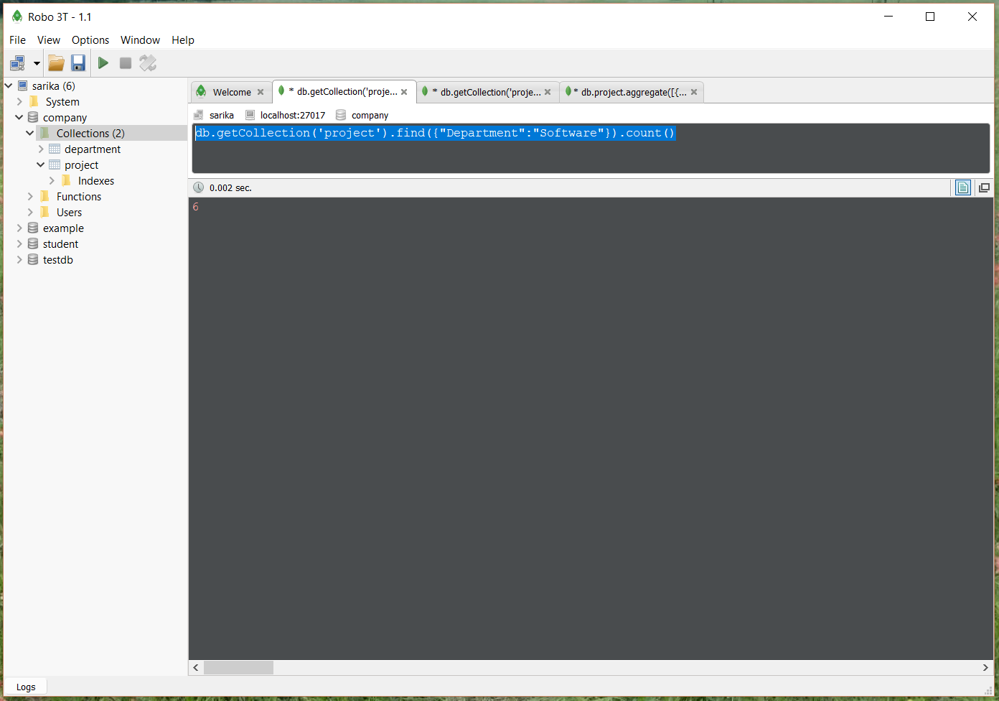 Robo 3T - 1.1
File View Options Window Help
sarika (6)
System
company
Collections (2)
department
project
Indexes
Functions
Users
example
student
testdb
Welcome
* db.getCollection('proje...
* db.getCollection('proje...
* db.project.aggregate([{...
sarika localhost:27017 company
db.getCollection('project').find({"Department":"Software"}).count()
0.002 sec.
6
Logs